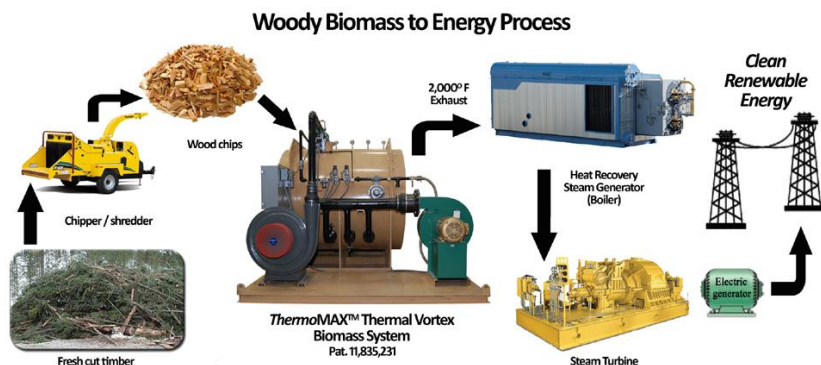 Woody Biomass to Energy Process
Wood chips
Chipper / shredder
Fresh cut timber
ThermoMAX™ Thermal Vortex
Biomass System
Pat. 11,835,231
2,000⁰ F
Exhaust
Heat Recovery
Steam Generator
(Boiler)
Steam Turbine
Electric
generator
Clean
Renewable
Energy